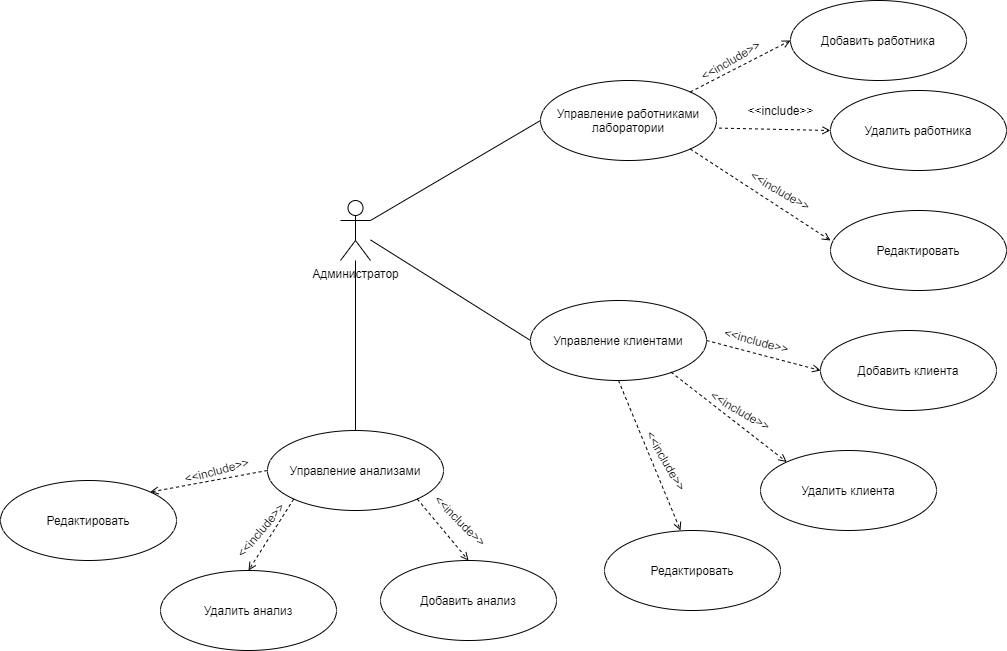 Добавить работника
<<include>>
Управление работниками
лаборатории
<<include>>
Удалить работника
<<include>>
Редактировать
Администратор
Управление клиентами
<<include>>
Добавить клиента
<<include>>
Удалить клиента
<<include>>
Редактировать
Управление анализами
<<include>>
Редактировать
<<include>>
Удалить анализ
<<include>>
Добавить анализ